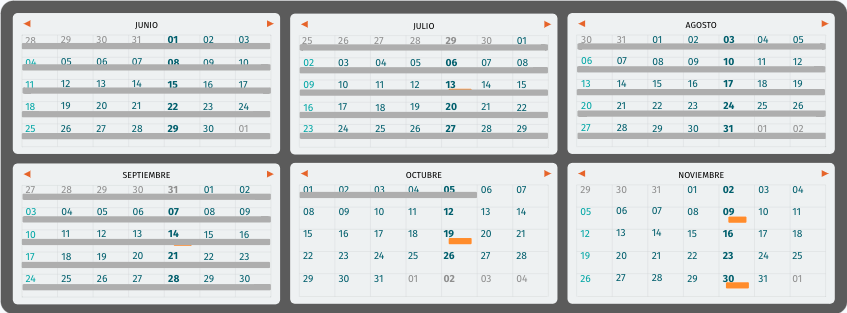 JUNIO
28 29 30 31 01 02 03
04 05 06 07 08 09 10
11 12 13 14 15 16 17
18 19 20 21 22 23 24
25 26 27 28 29 30 01
JULIO
25 26 27 28 29 30 01
02 03 04 05 06 07 08
09 10 11 12 13 14 15
16 17 18 19 20 21 22
23 24 25 26 27 28 29
AGOSTO
30 31 01 02 03 04 05
06 07 08 09 10 11 12
13 14 15 16 17 18 19
20 21 22 23 24 25 26
27 28 29 30 31 01 02
SEPTIEMBRE
27 28 29 30 31 01 02
03 04 05 06 07 08 09
10 11 12 13 14 15 16
17 18 19 20 21 22 23
24 25 26 27 28 29 30
OCTUBRE
01 02 03 04 05 06 07
08 09 10 11 12 13 14
15 16 17 18 19 20 21
22 23 24 25 26 27 28
29 30 31 01 02 03 04
NOVIEMBRE
29 30 31 01 02 03 04
05 06 07 08 09 10 11
12 13 14 15 16 17 18
19 20 21 22 23 24 25
26 27 28 29 30 31 01